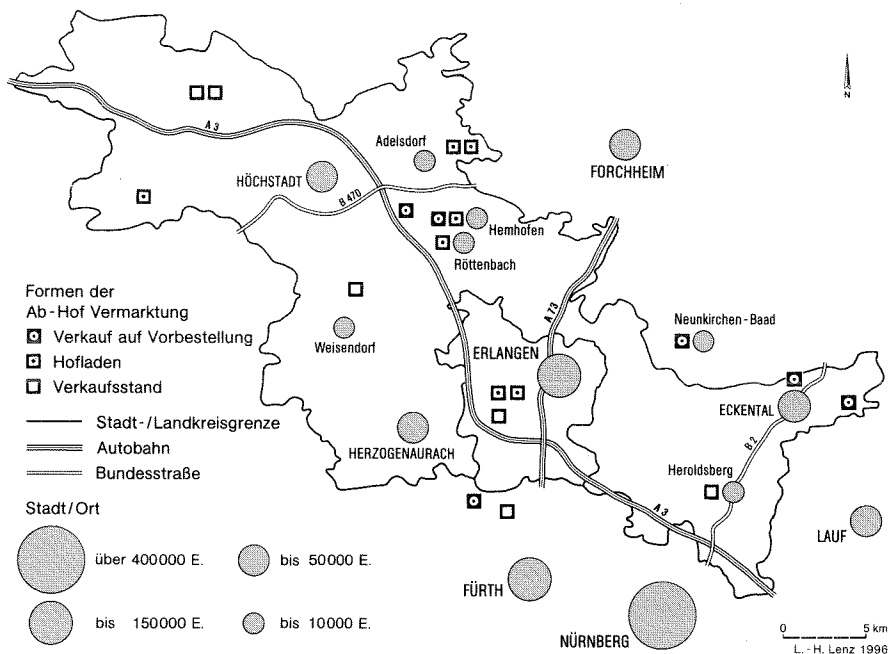 N
A 3
Adelsdorf
FORCHHEIM
HÖCHSTADT
B 470
Hemhofen
Röttenbach
A 73
Formen der
Ab-Hof Vermarktung
Verkauf auf Vorbestellung
Hofladen
Verkaufsstand
Weisendorf
ERLANGEN
Neunkirchen-Baad
ECKENTAL
B 2
Stadt-/Landkreisgrenze
Autobahn
Bundesstraße
HERZOGENAURACH
Heroldsberg
A 3
LAUF
Stadt/Ort
über 400000 E.
bis 50000 E.
bis 150000 E.
bis 10000 E.
FÜRTH
NÜRNBERG
0 5 km
L.-H. Lenz 1996